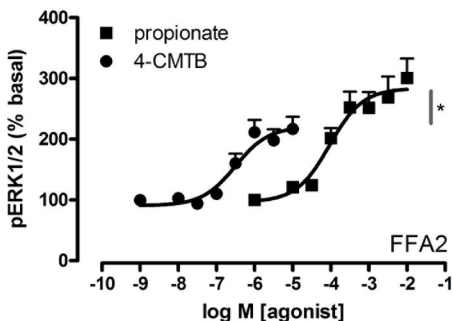 400
300
200
100
0
pERK1/2 (% basal)
propionate
4-CMTB
*
FFA2
-10 -9 -8 -7 -6 -5 -4 -3 -2 -1
log M [agonist]